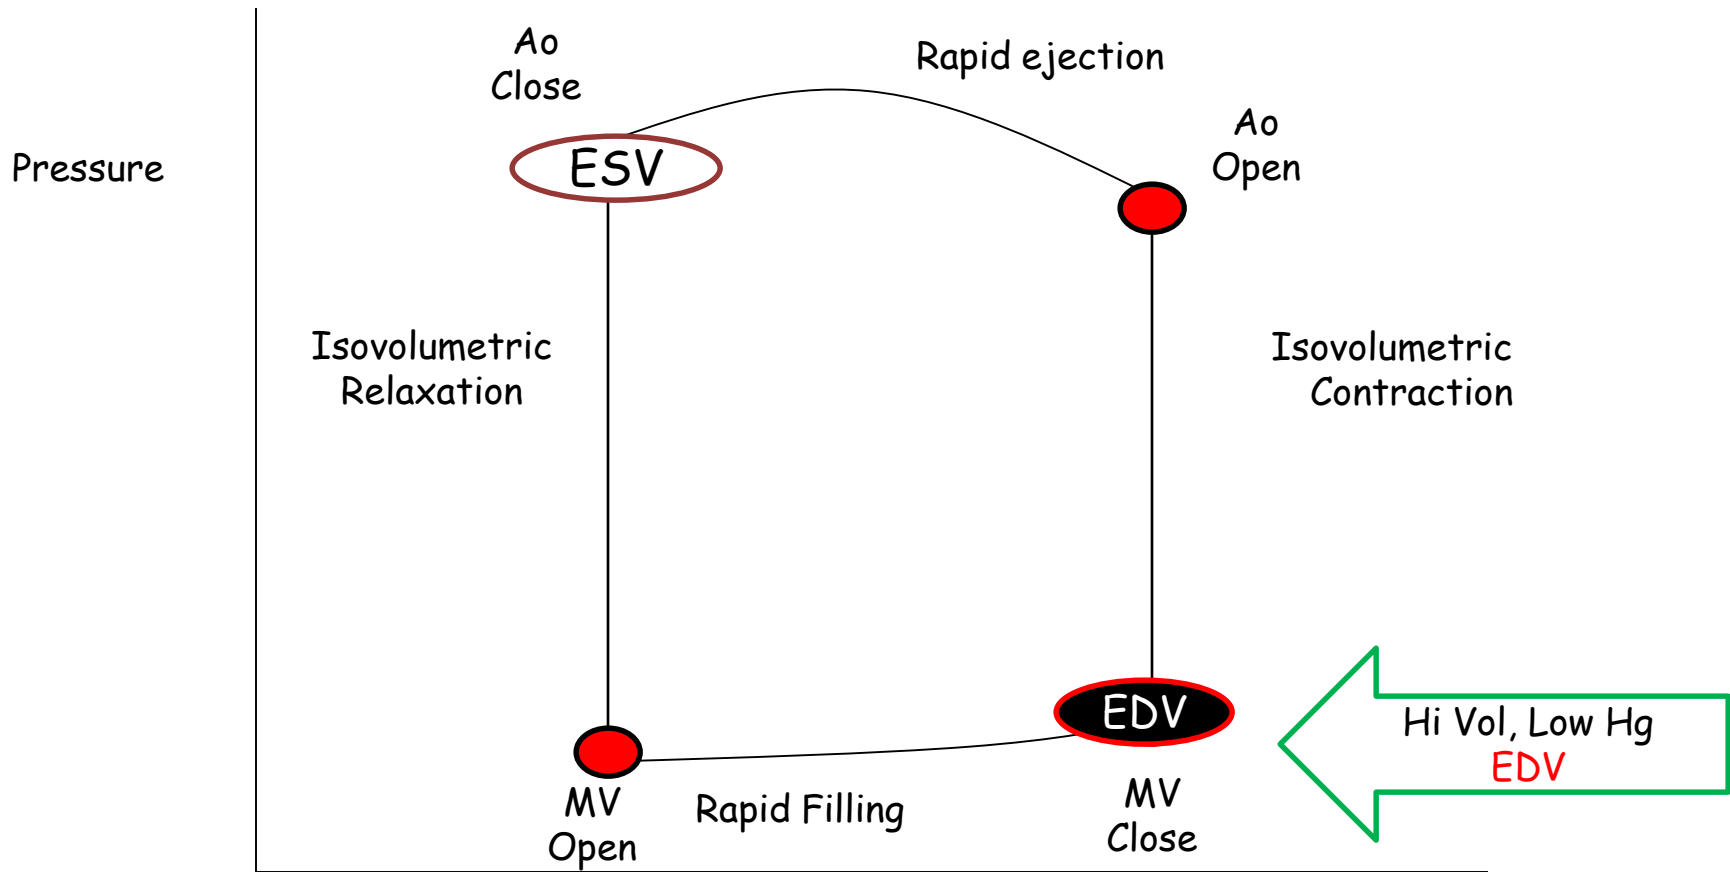 Ao
Close
Rapid ejection
Ao
Open
Pressure
ESV
Isovolumetric
Relaxation
Isovolumetric
Contraction
EDV
Hi Vol, Low Hg
EDV
MV
Open
Rapid Filling
MV
Close